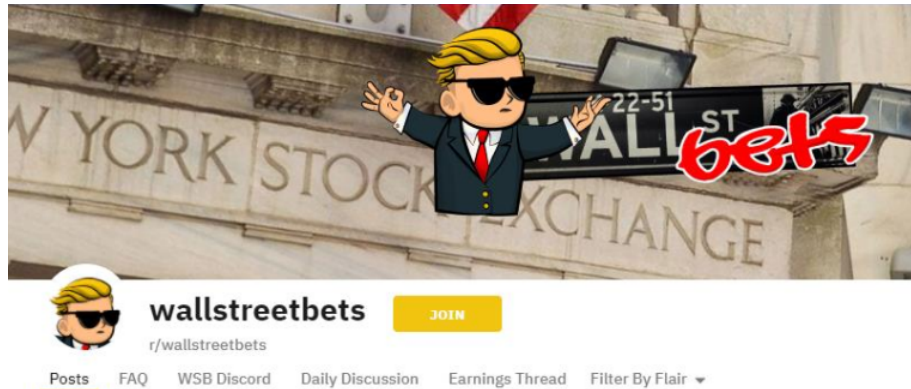 22-51
WALL ST
bets
W YORK STOCK EXCHANGE
wallstreetbets
JOIN
r/wallstreetbets
Posts FAQ WSB Discord Daily Discussion Earnings Thread Filter By Flair